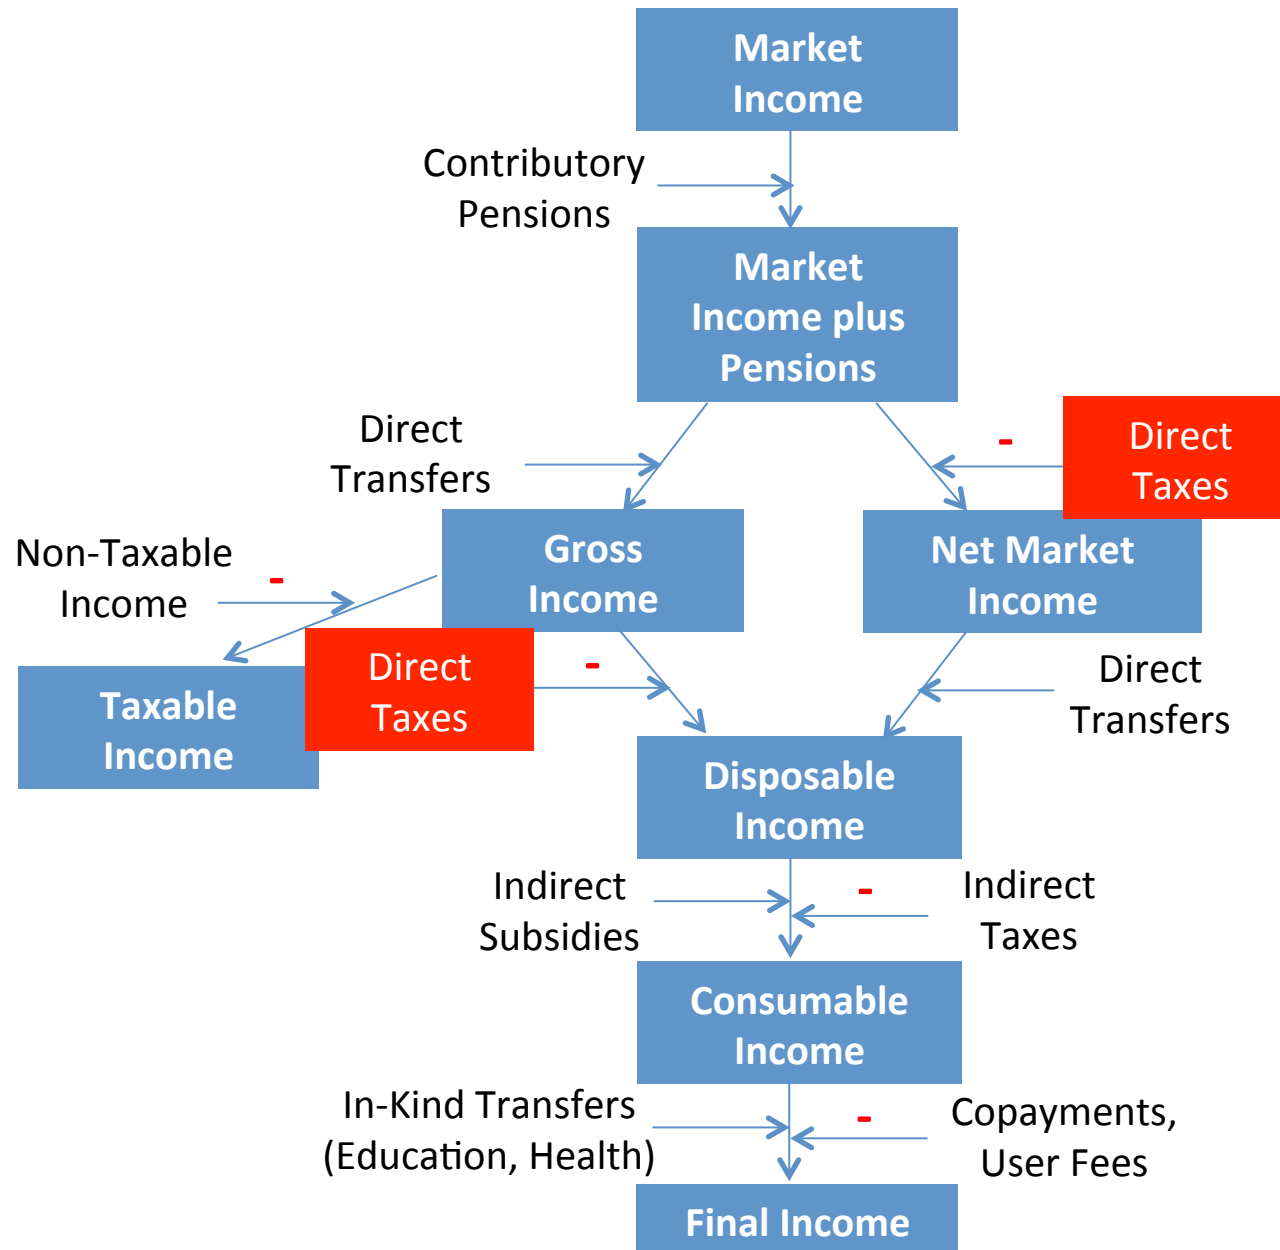 Market
Income
Contributory
Pensions
Market
Income plus
Pensions
Direct
Transfers
-
Direct
Taxes
Gross
Income
Net Market
Income
Non-Taxable
Income
-
Taxable
Income
Direct
Taxes
-
Direct
Transfers
Disposable
Income
Indirect
Subsidies
-
Indirect
Taxes
Consumable
Income
In-Kind Transfers
(Education, Health)
-
Copayments,
User Fees
Final Income